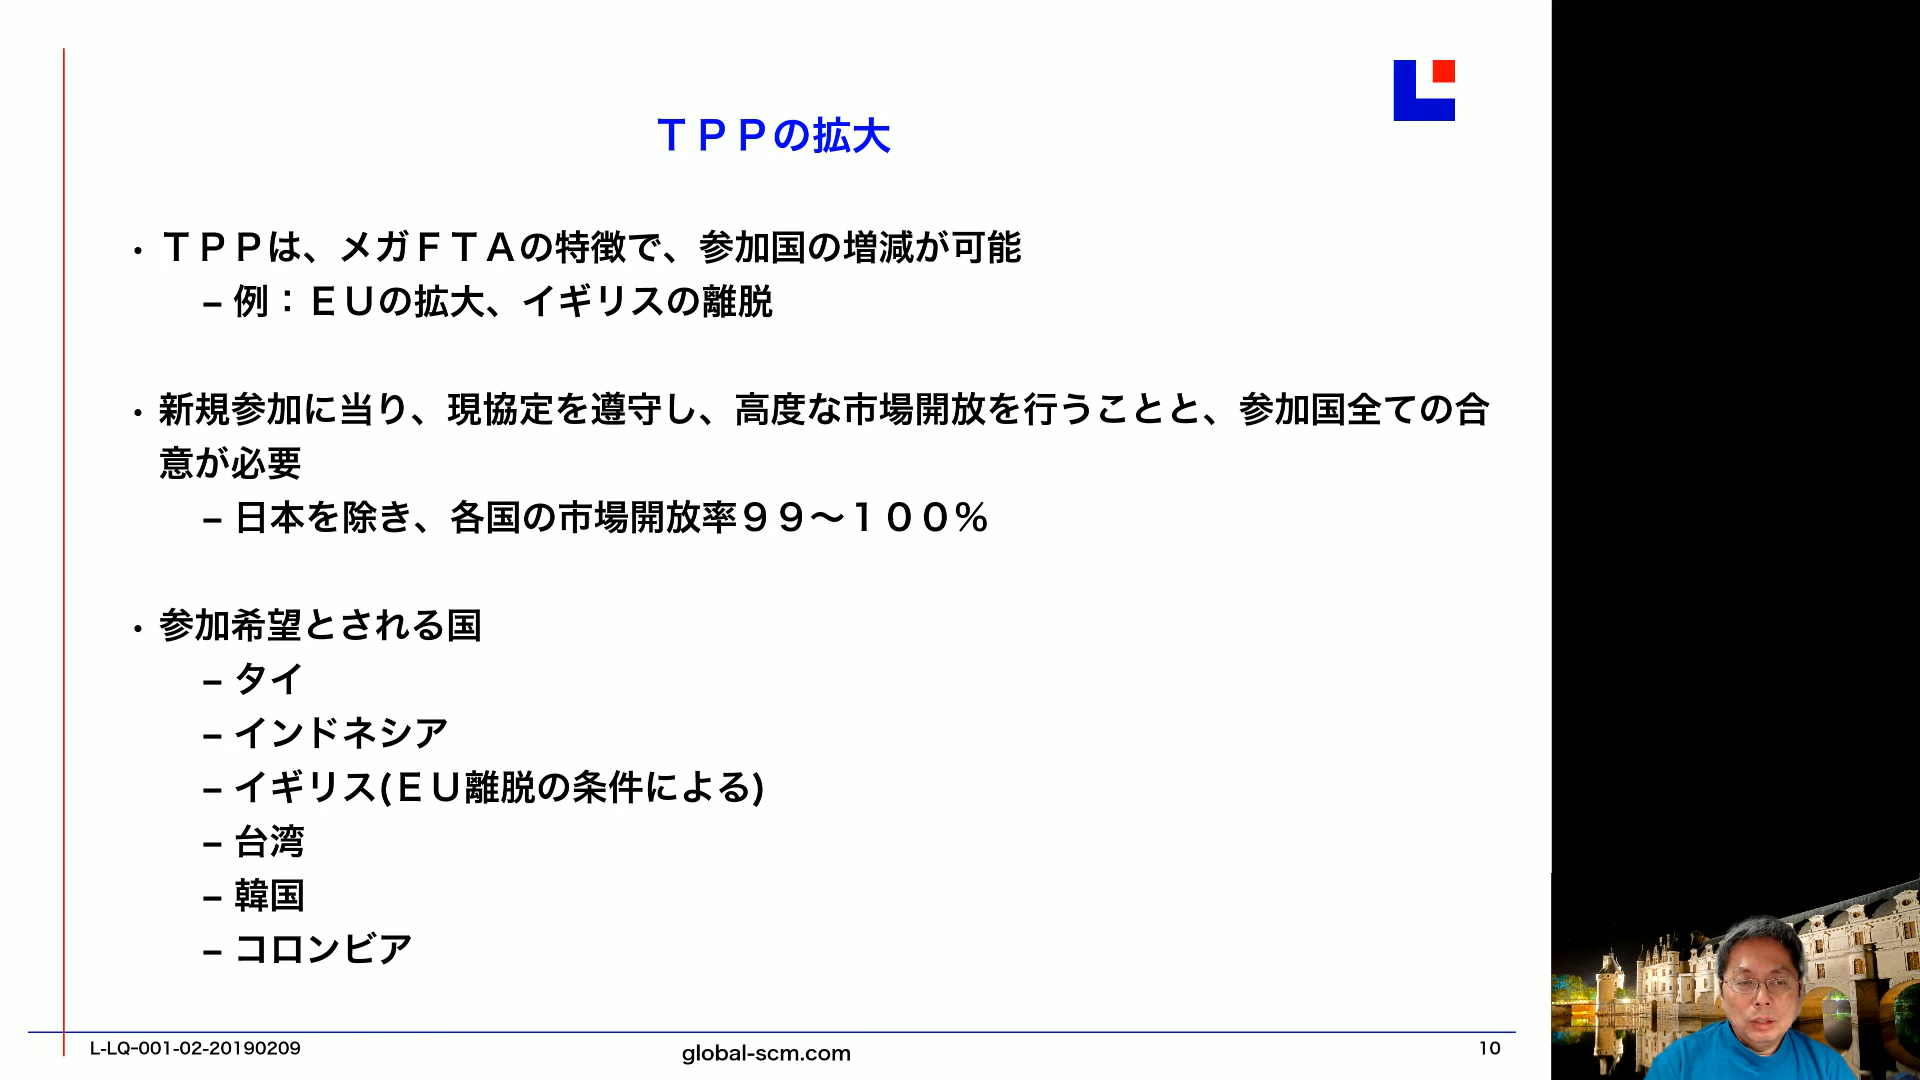 ＴＰＰの拡大
・ＴＰＰは、メガＦＴＡの特徴で、参加国の増減が可能
– 例：ＥＵの拡大、イギリスの離脱
・新規参加に当り、現協定を遵守し、高度な市場開放を行うことと、参加国全ての合
意が必要
– 日本を除き、各国の市場開放率９９〜１００％
・参加希望とされる国
– タイ
– インドネシア
– イギリス(ＥＵ離脱の条件による)
– 台湾
– 韓国
– コロンビア
L-LQ-001-02-20190209
global-scm.com
10